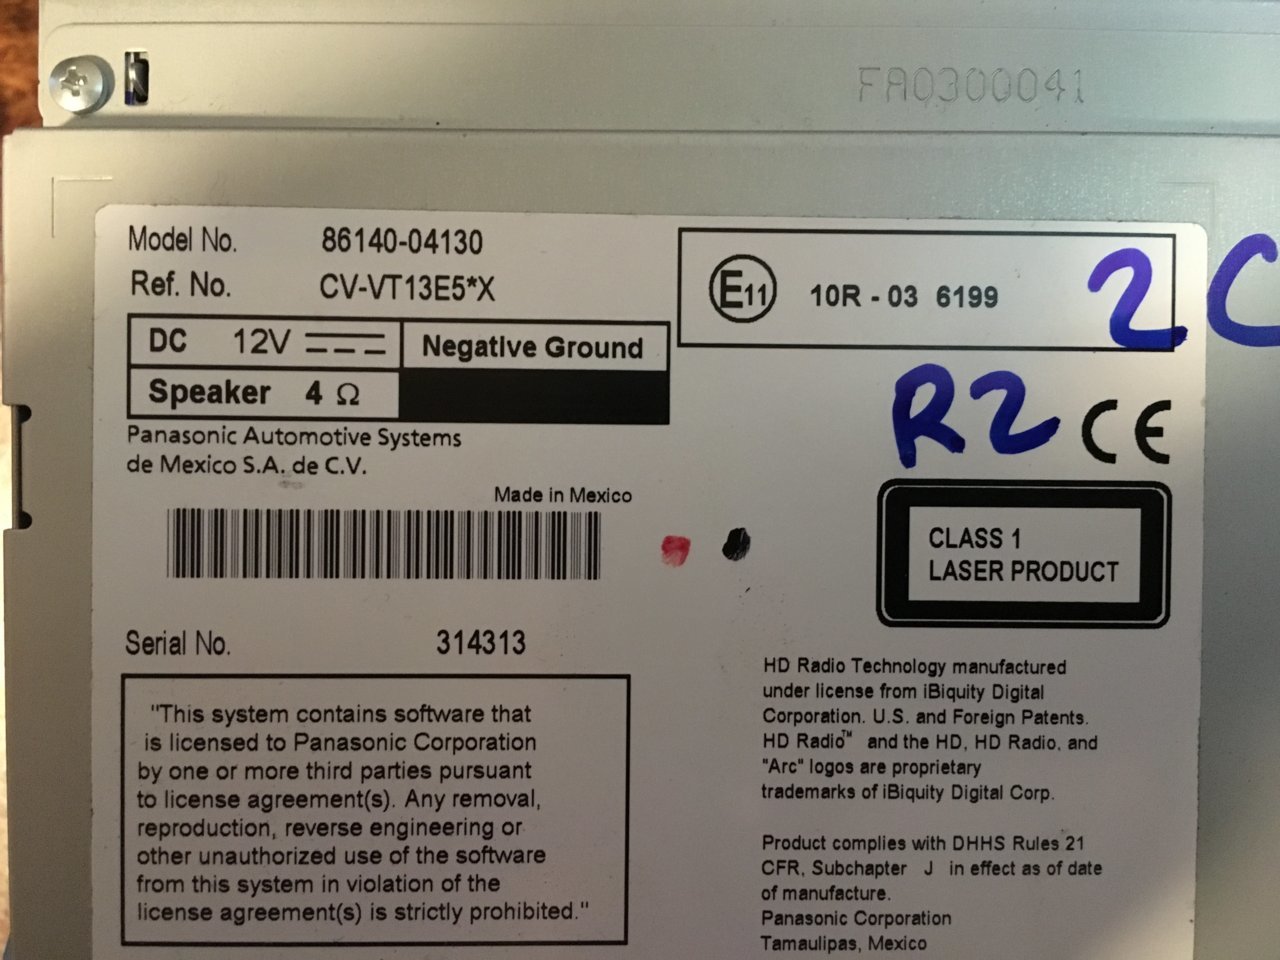 FA0300041
Model No. 86140-04130
Ref. No. CV-VT13E5*X
DC 12V
Negative Ground
Speaker 4 Ω
E11 10R - 03 6199
2C
R2
CE
Panasonic Automotive Systems
de Mexico S.A. de C.V.
Made in Mexico
CLASS 1
LASER PRODUCT
Serial No. 314313
"This system contains software that
is licensed to Panasonic Corporation
by one or more third parties pursuant
to license agreement(s). Any removal,
reproduction, reverse engineering or
other unauthorized use of the software
from this system in violation of the
license agreement(s) is strictly prohibited."
HD Radio Technology manufactured
under license from iBiquity Digital
Corporation. U.S. and Foreign Patents.
HD Radio™ and the HD, HD Radio, and
"Arc" logos are proprietary
trademarks of iBiquity Digital Corp.
Product complies with DHHS Rules 21
CFR, Subchapter J in effect as of date
of manufacture.
Panasonic Corporation
Tamaulipas, Mexico